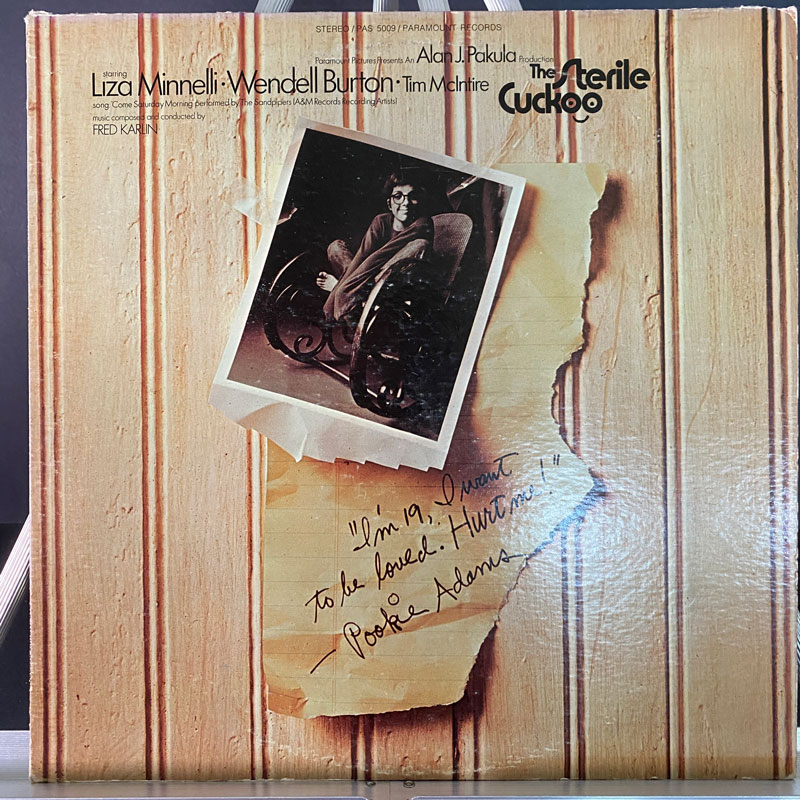 STEREO / PAS 5009 / PARAMOUNT RECORDS
Paramount Pictures Presents An Alan J. Pakula Production
starring
Liza Minnelli · Wendell Burton · Tim McIntire
The Sterile
Cuckoo
song: Come Saturday Morning performed by The Sandpipers (A&M Records Recording Artists)
music composed and conducted by
FRED KARLIN
"I'm 19, I want
to be loved. Hurt me!"
— Pookie Adams